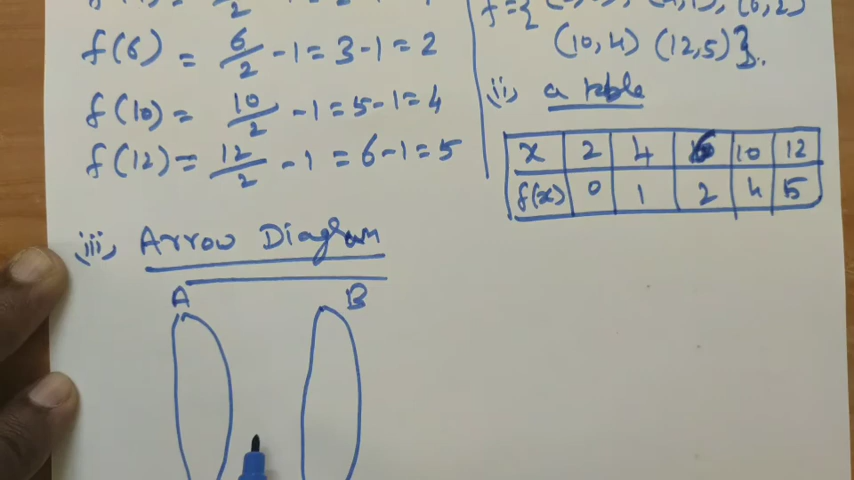 f(6) = 6/2 - 1 = 3 - 1 = 2
f(10) = 10/2 - 1 = 5 - 1 = 4
f(12) = 12/2 - 1 = 6 - 1 = 5
(10,4) (12,5)}.
ii) a table
x 2 4 6 10 12
f(x) 0 1 2 4 5
iii) Arrow Diagram
A B